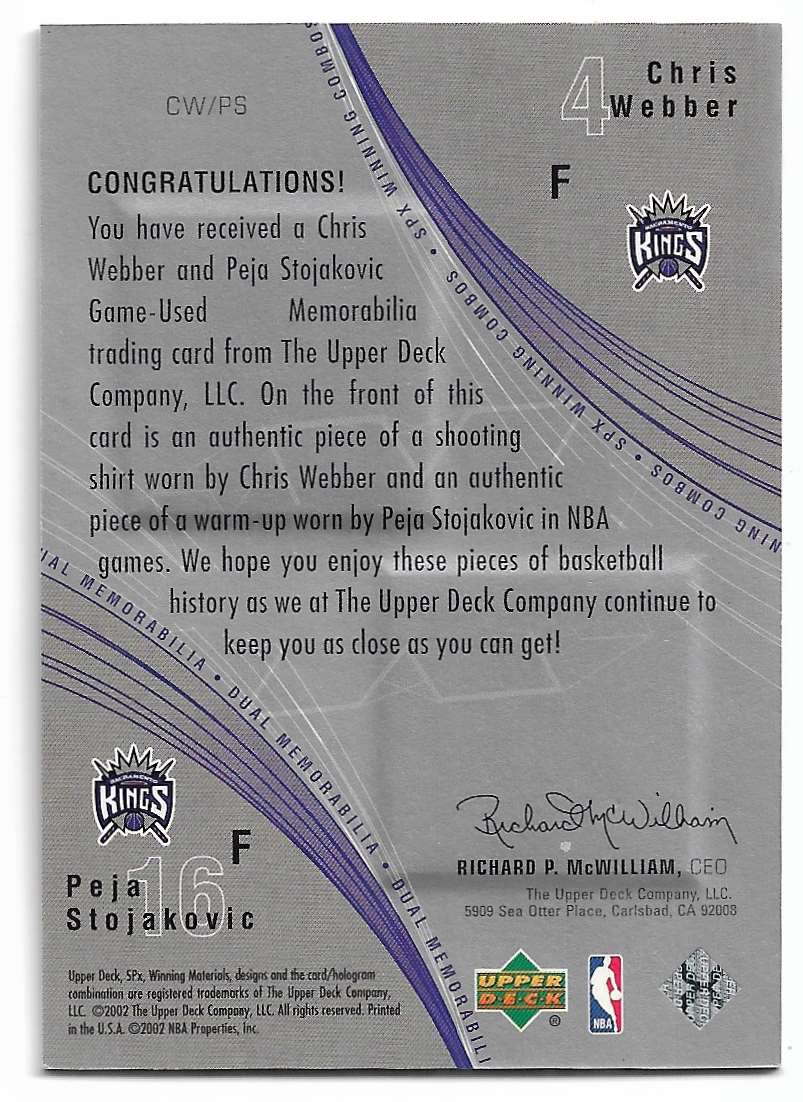 CW/PS
4 Chris
Webber
F
SACRAMENTO
KINGS
CONGRATULATIONS!
You have received a Chris
Webber and Peja Stojakovic
Game-Used Memorabilia
trading card from The Upper Deck
Company, LLC. On the front of this
card is an authentic piece of a shooting
shirt worn by Chris Webber and an authentic
piece of a warm-up worn by Peja Stojakovic in NBA
games. We hope you enjoy these pieces of basketball
history as we at The Upper Deck Company continue to
keep you as close as you can get!
COMBOS • SPX WINNING COMBOS • SPX WINNING COMBOS • SPX WINNING COMBOS
DUAL MEMORABILIA • DUAL MEMORABILIA • DUAL MEMORABILI
SACRAMENTO
KINGS
F
Peja 16
Stojakovic
Richard P. McWilliam
RICHARD P. McWILLIAM, CEO
The Upper Deck Company, LLC.
5909 Sea Otter Place, Carlsbad, CA 92008
Upper Deck, SPx, Winning Materials, designs and the card/hologram
combination are registered trademarks of The Upper Deck Company,
LLC. ©2002 The Upper Deck Company, LLC. All rights reserved. Printed
in the U.S.A. ©2002 NBA Properties, Inc.
UPPER
DECK
®
NBA